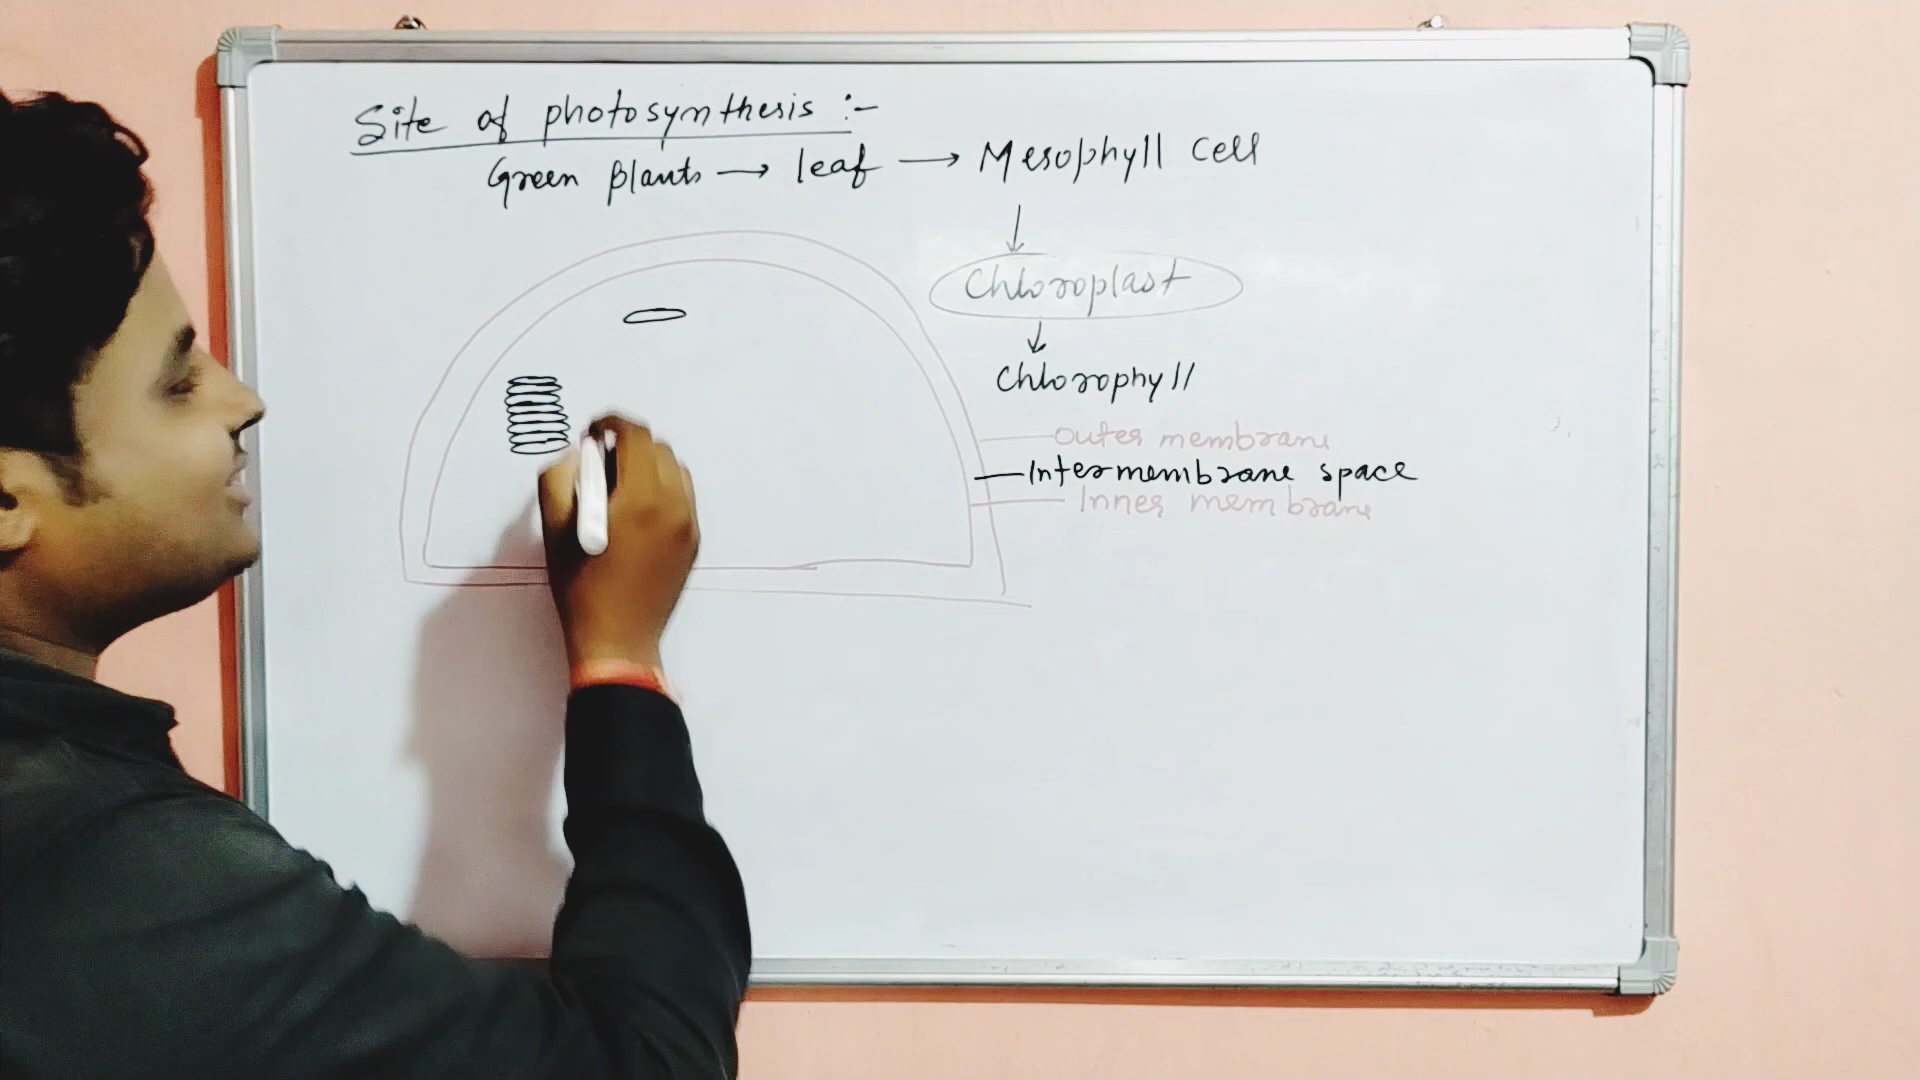 Site of photosynthesis :-
Green plants → leaf → Mesophyll cell
↓
Chloroplast
↓
Chlorophyll
Outer membrane
Intermembrane space
Inner membrane